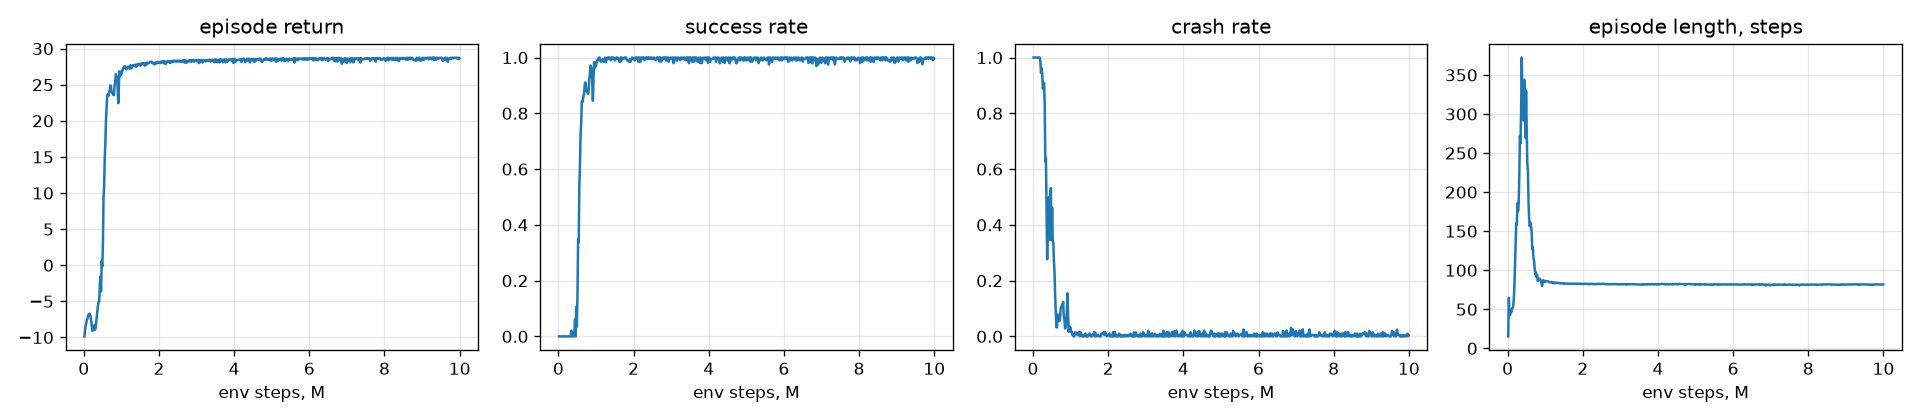 episode return
30
25
20
15
10
5
0
−5
−10
0 2 4 6 8 10
env steps, M
success rate
1.0
0.8
0.6
0.4
0.2
0.0
0 2 4 6 8 10
env steps, M
crash rate
1.0
0.8
0.6
0.4
0.2
0.0
0 2 4 6 8 10
env steps, M
episode length, steps
350
300
250
200
150
100
50
0
0 2 4 6 8 10
env steps, M